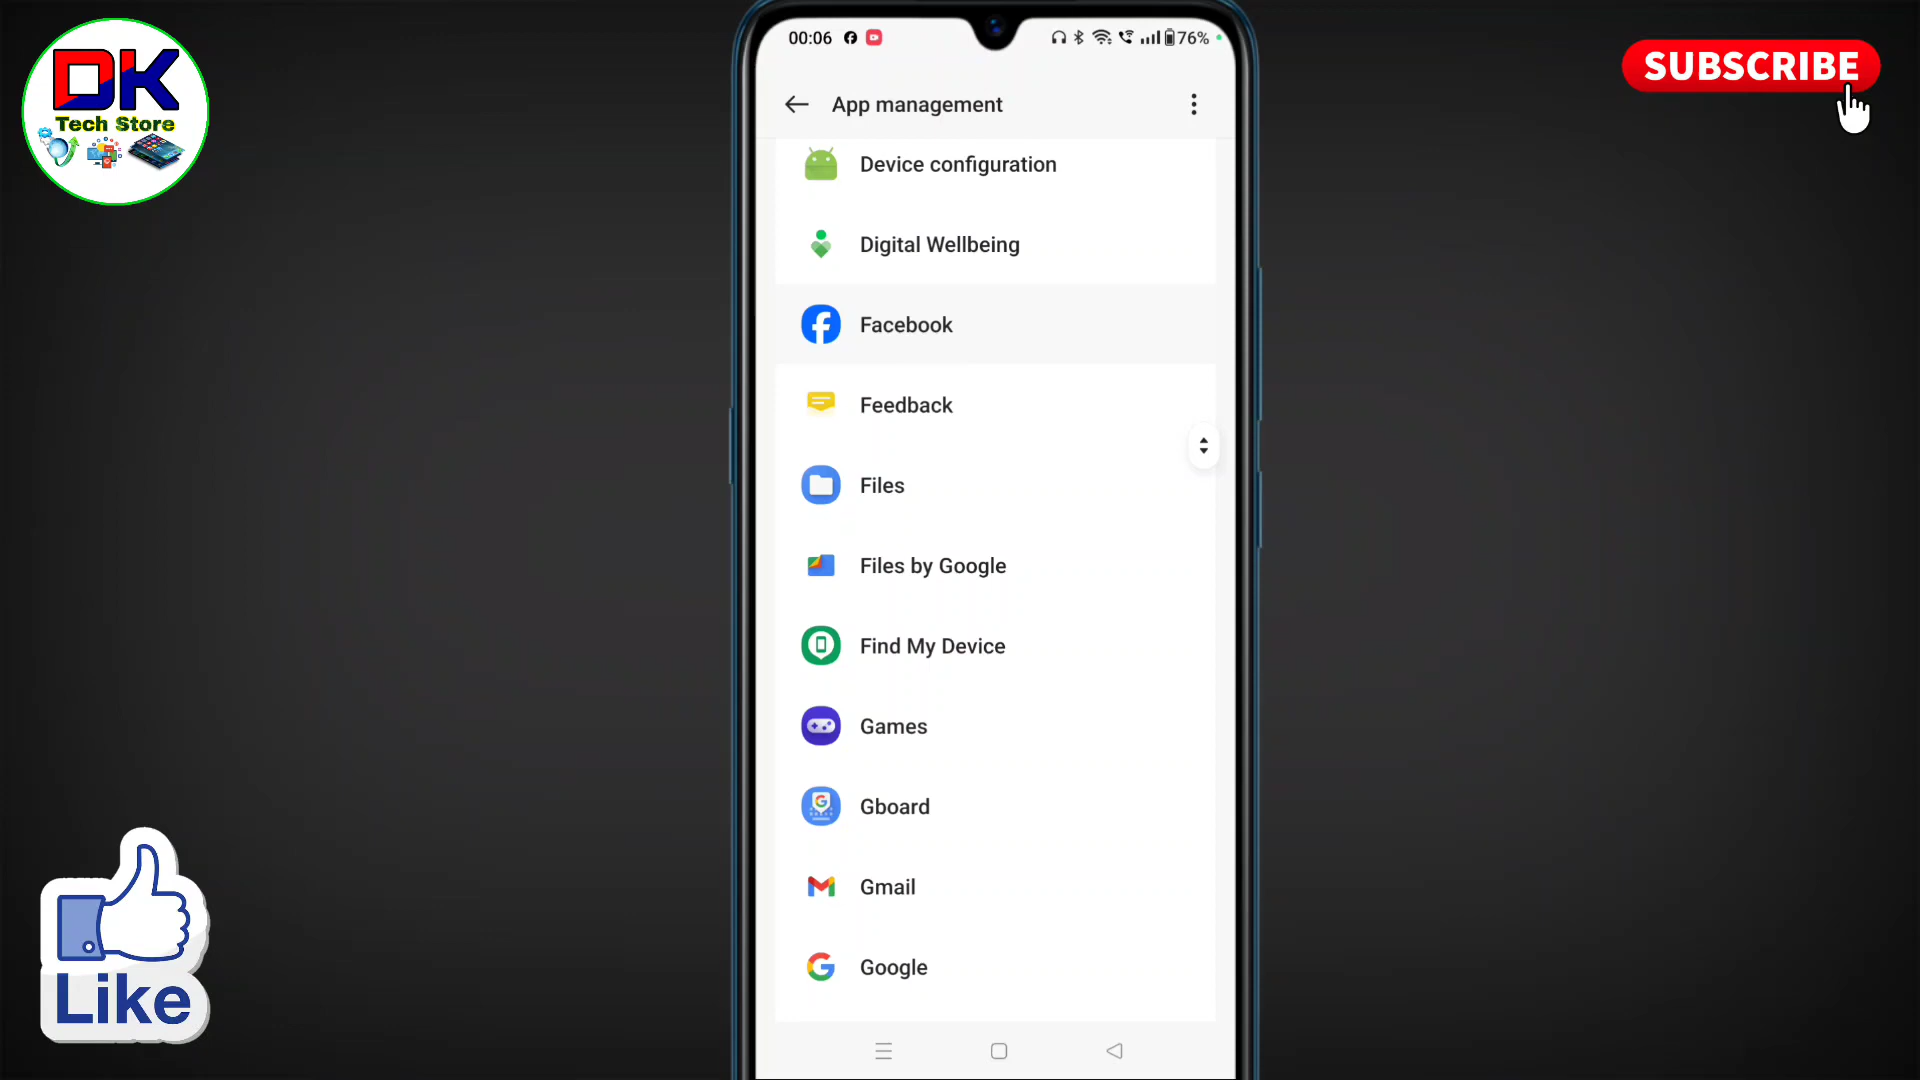 DK
Tech Store
SUBSCRIBE
00:06
76%
App management
Device configuration
Digital Wellbeing
Facebook
Feedback
Files
Files by Google
Find My Device
Games
Gboard
Gmail
Google
Like